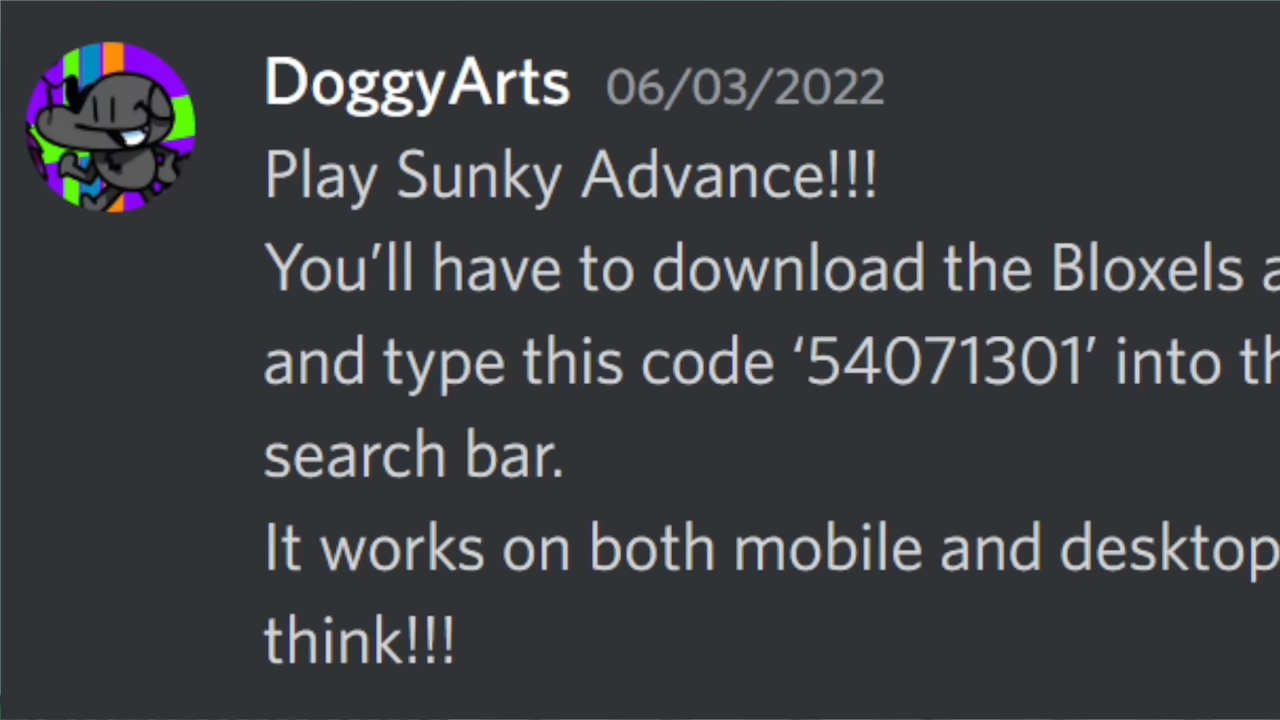 DoggyArts 06/03/2022
Play Sunky Advance!!!
You’ll have to download the Bloxels
and type this code ‘54071301’ into
search bar.
It works on both mobile and desktop
think!!!